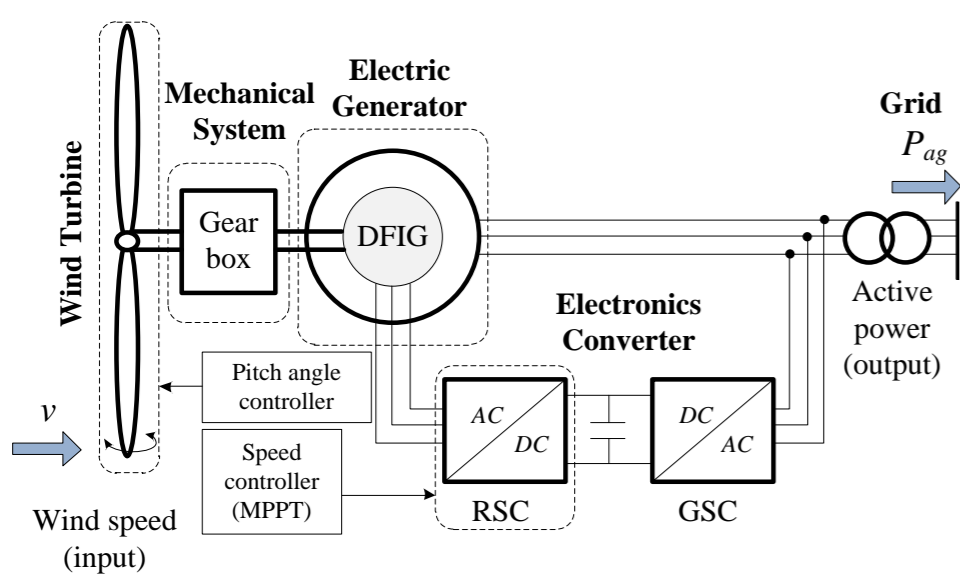 Wind Turbine
Mechanical
System
Electric
Generator
Grid
P_ag
Gear
box
DFIG
Electronics
Converter
Active
power
(output)
Pitch angle
controller
v
Speed
controller
(MPPT)
AC
DC
RSC
DC
AC
GSC
Wind speed
(input)